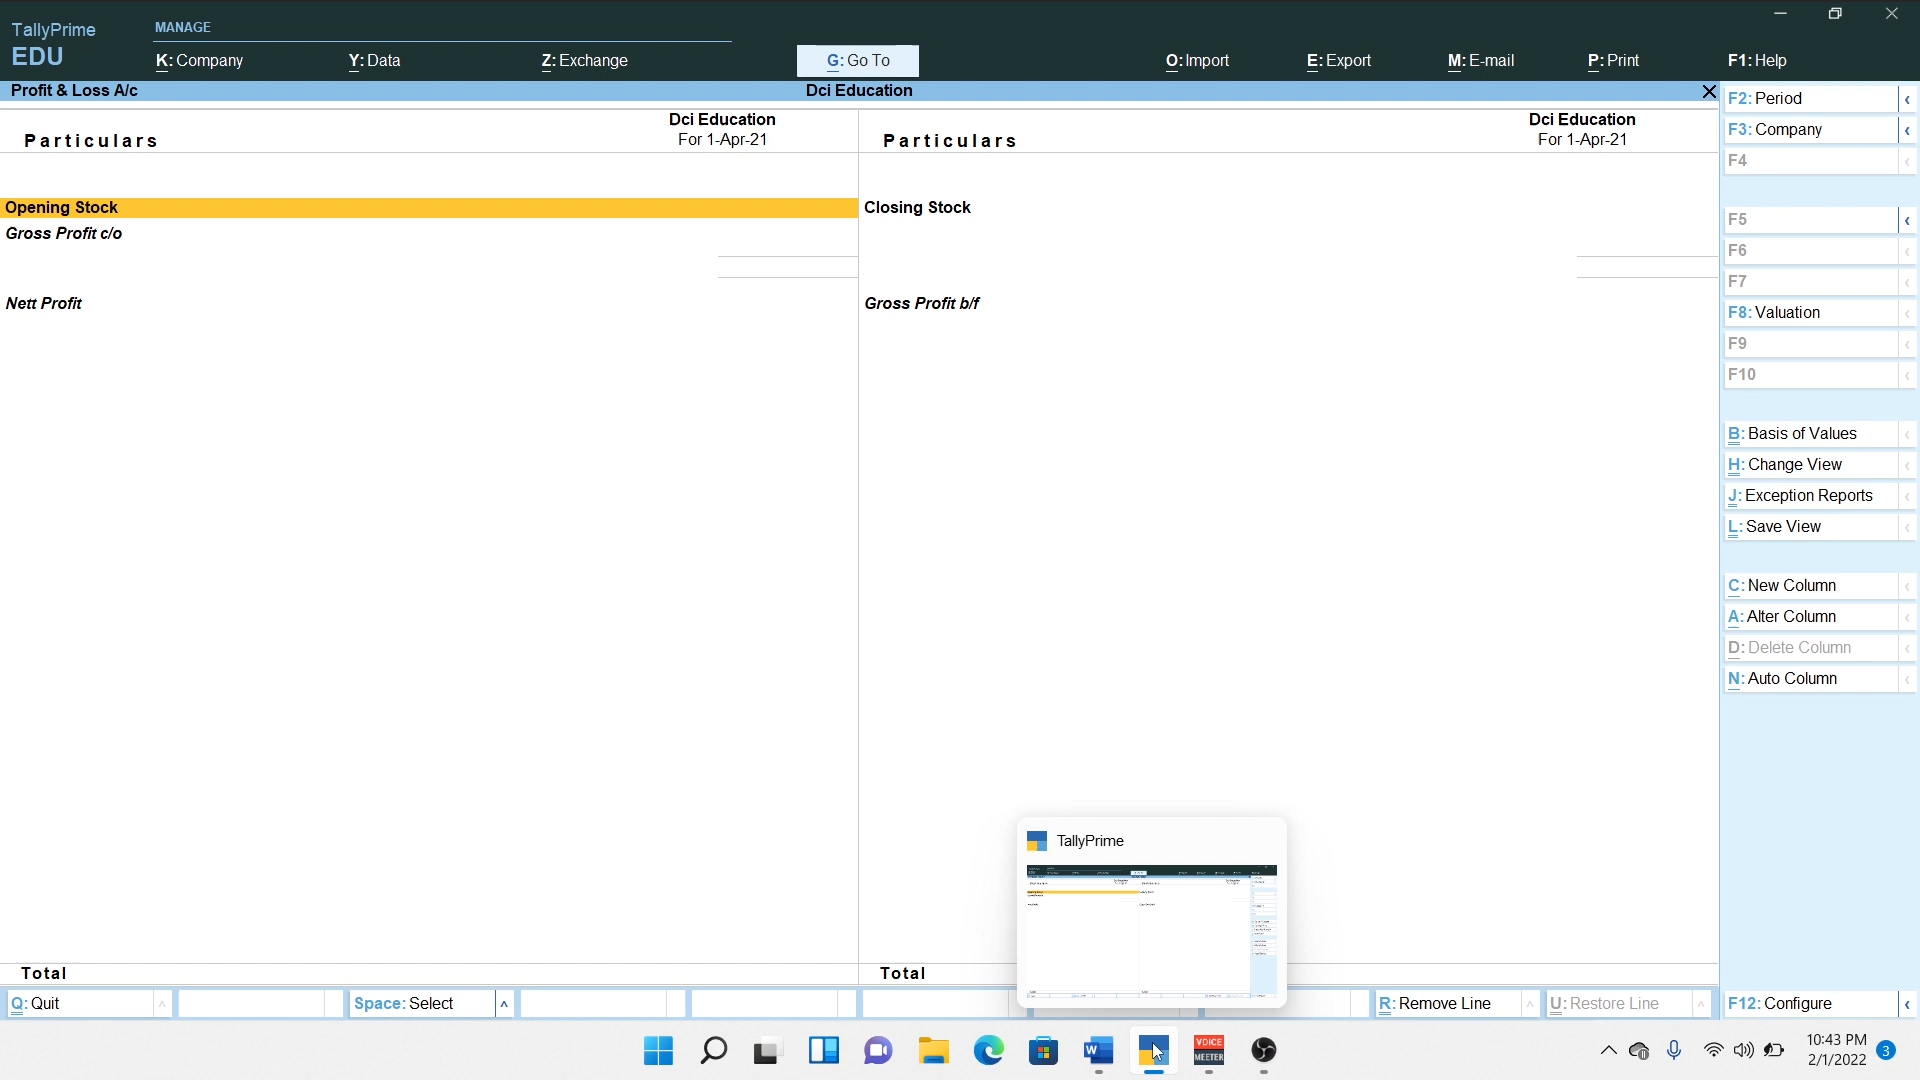 TallyPrime
EDU
MANAGE
K: Company
Y: Data
Z: Exchange
G: Go To
O: Import
E: Export
M: E-mail
P: Print
F1: Help
Profit & Loss A/c
Dci Education
Particulars
Dci Education
For 1-Apr-21
Particulars
Dci Education
For 1-Apr-21
Opening Stock
Closing Stock
Gross Profit c/o
Nett Profit
Gross Profit b/f
Total
Total
F2: Period
F3: Company
F4
F5
F6
F7
F8: Valuation
F9
F10
B: Basis of Values
H: Change View
J: Exception Reports
L: Save View
C: New Column
A: Alter Column
D: Delete Column
N: Auto Column
TallyPrime
Q: Quit
Space: Select
R: Remove Line
U: Restore Line
F12: Configure
VOICE
MEETER
10:43 PM
2/1/2022
3